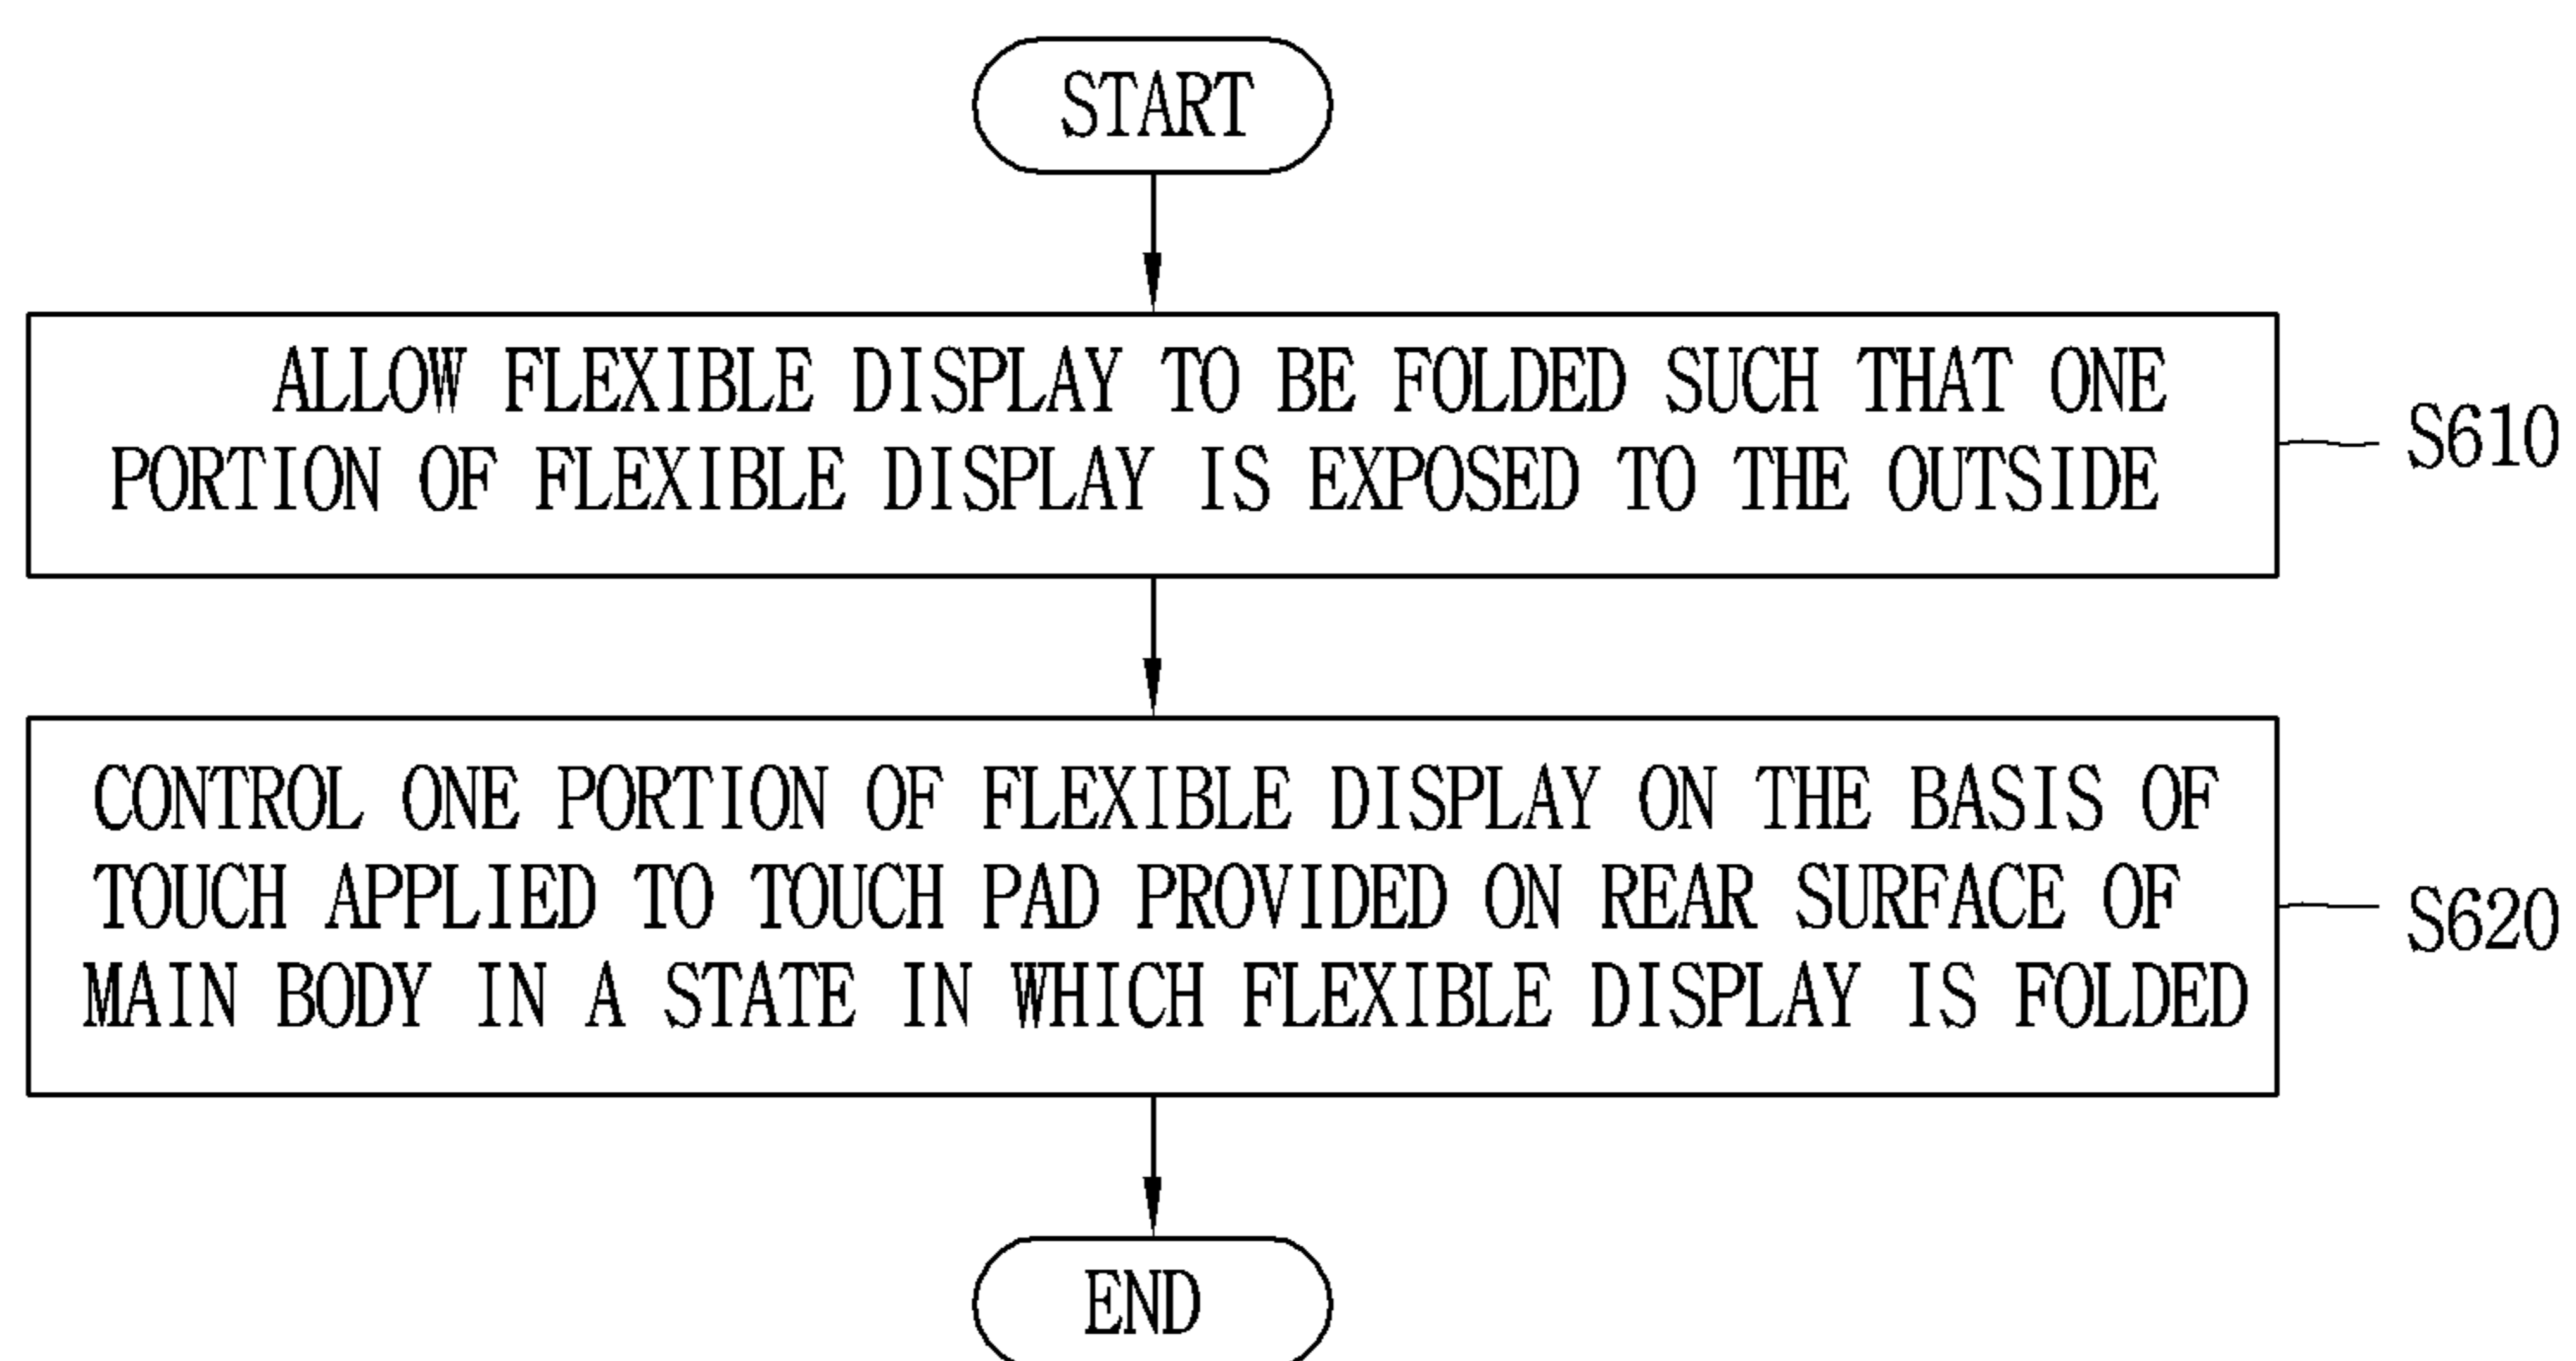 START
ALLOW FLEXIBLE DISPLAY TO BE FOLDED SUCH THAT ONE
PORTION OF FLEXIBLE DISPLAY IS EXPOSED TO THE OUTSIDE
S610
CONTROL ONE PORTION OF FLEXIBLE DISPLAY ON THE BASIS OF
TOUCH APPLIED TO TOUCH PAD PROVIDED ON REAR SURFACE OF
MAIN BODY IN A STATE IN WHICH FLEXIBLE DISPLAY IS FOLDED
S620
END